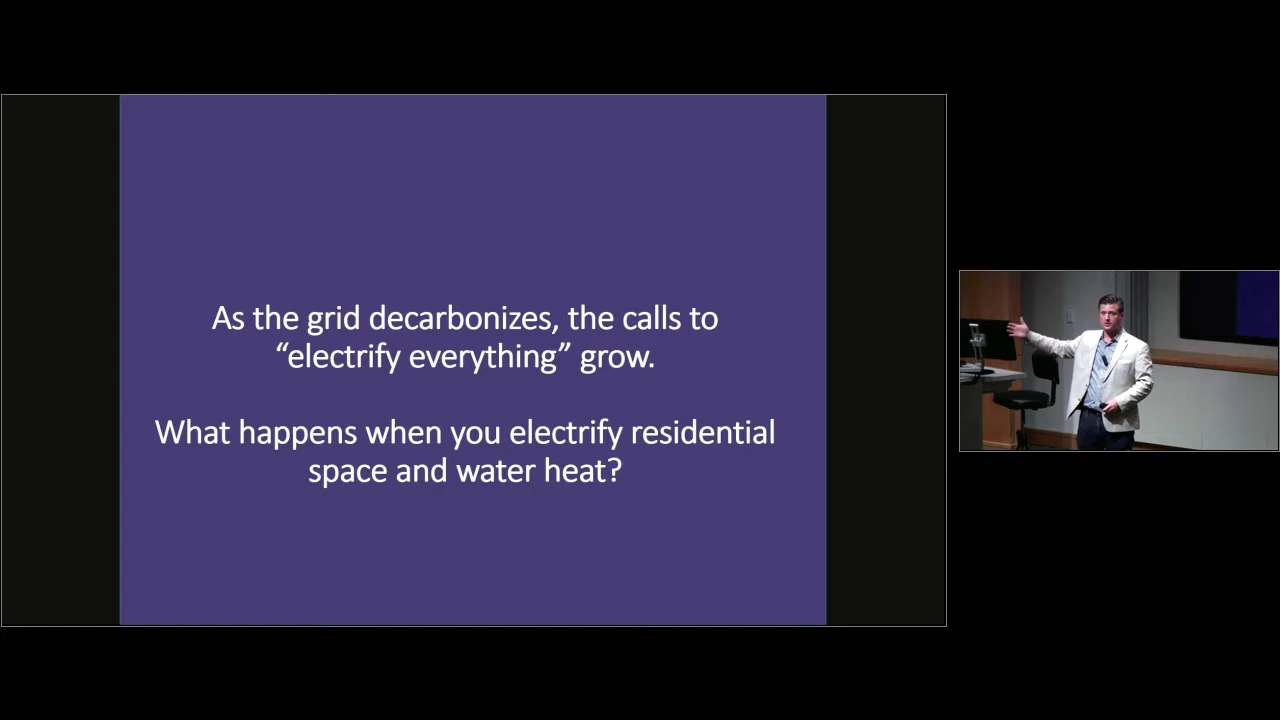 As the grid decarbonizes, the calls to
“electrify everything” grow.
What happens when you electrify residential
space and water heat?